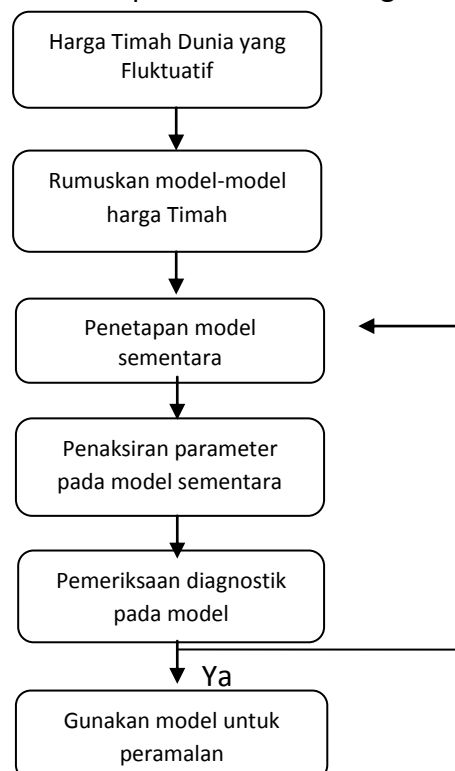 Harga Timah Dunia yang
Fluktuatif
Rumuskan model-model
harga Timah
Penetapan model
sementara
Penaksiran parameter
pada model sementara
Pemeriksaan diagnostik
pada model
Ya
Gunakan model untuk
peramalan